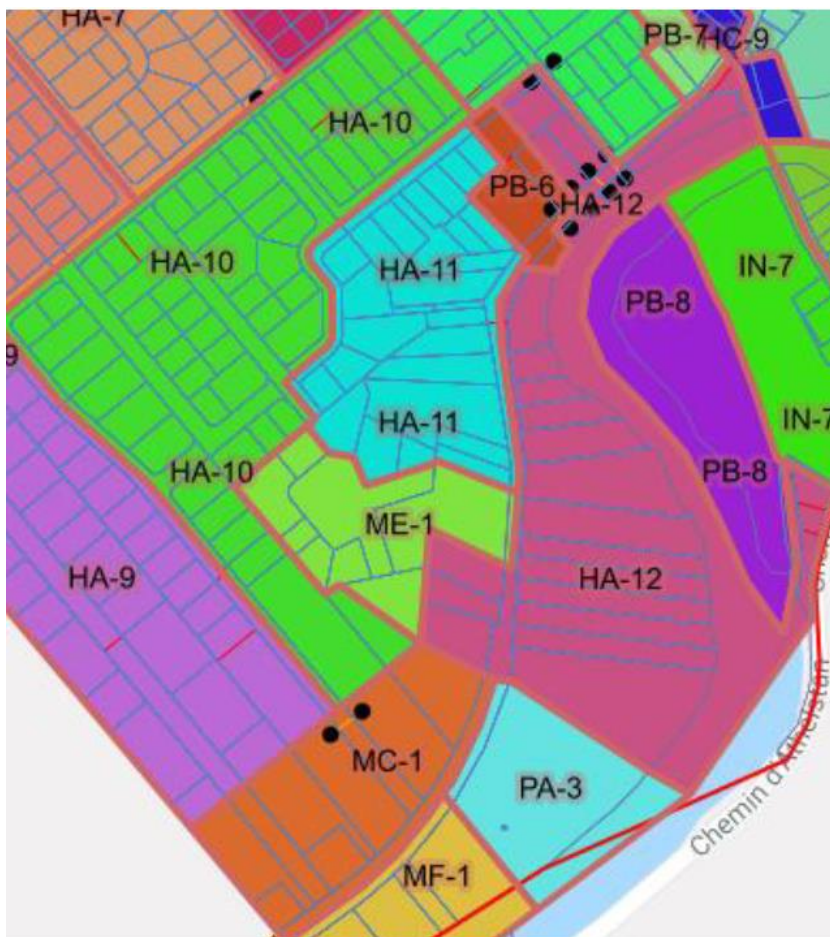 HA-7
PB-7
HC-9
HA-10
PB-6
HA-12
HA-10
HA-11
IN-7
PB-8
9
HA-11
IN-7
HA-10
PB-8
ME-1
HA-9
HA-12
MC-1
PA-3
Chemin d'Athelstan
MF-1